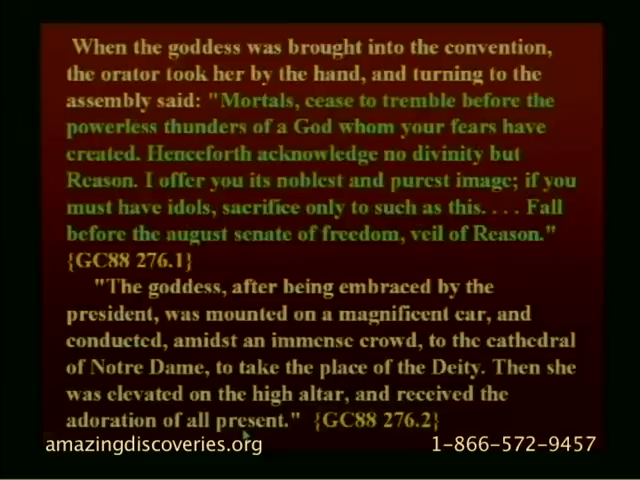 When the goddess was brought into the convention,
the orator took her by the hand, and turning to the
assembly said: "Mortals, cease to tremble before the
powerless thunders of a God whom your fears have
created. Henceforth acknowledge no divinity but
Reason. I offer you its noblest and purest image; if you
must have idols, sacrifice only to such as this. . . . Fall
before the august senate of freedom, veil of Reason."
{GC88 276.1}
"The goddess, after being embraced by the
president, was mounted on a magnificent car, and
conducted, amidst an immense crowd, to the cathedral
of Notre Dame, to take the place of the Deity. Then she
was elevated on the high altar, and received the
adoration of all present." {GC88 276.2}
amazingdiscoveries.org 1-866-572-9457